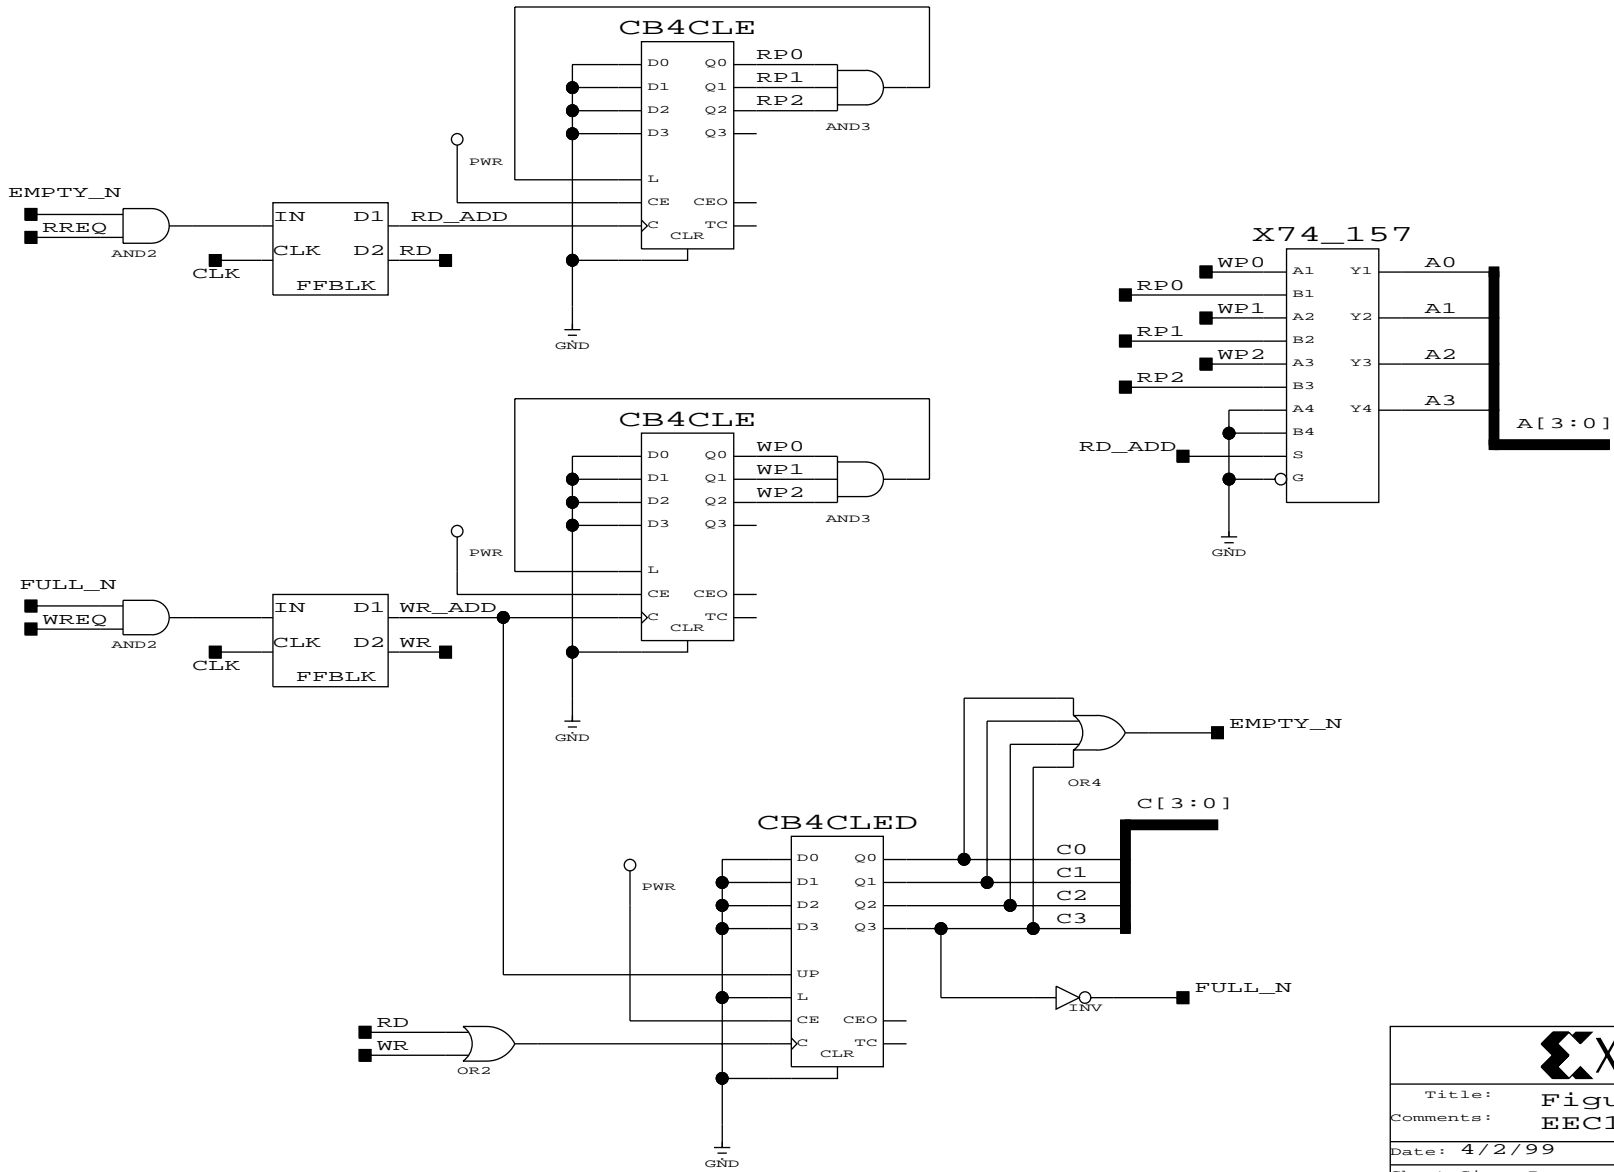 CB4CLE
D0 Q0 RP0
D1 Q1 RP1
D2 Q2 RP2
D3 Q3
AND3
PWR
L
CE CEO
C TC
CLR
GND
EMPTY_N
RREQ
AND2
IN D1 RD_ADD
CLK D2 RD
FFBLK
CLK
X74_157
WP0 A1 Y1 A0
RP0 B1
WP1 A2 Y2 A1
RP1 B2
WP2 A3 Y3 A2
RP2 B3
A4 Y4 A3
B4
RD_ADD S
G
A[3:0]
GND
CB4CLE
D0 Q0 WP0
D1 Q1 WP1
D2 Q2 WP2
D3 Q3
AND3
PWR
L
CE CEO
C TC
CLR
GND
FULL_N
WREQ
AND2
IN D1 WR_ADD
CLK D2 WR
FFBLK
CLK
EMPTY_N
OR4
C[3:0]
CB4CLED
D0 Q0 C0
D1 Q1 C1
D2 Q2 C2
D3 Q3 C3
PWR
UP
L
CE CEO
C TC
CLR
FULL_N
INV
RD
WR
OR2
GND
X
Title: Figu
Comments: EEC1
Date: 4/2/99